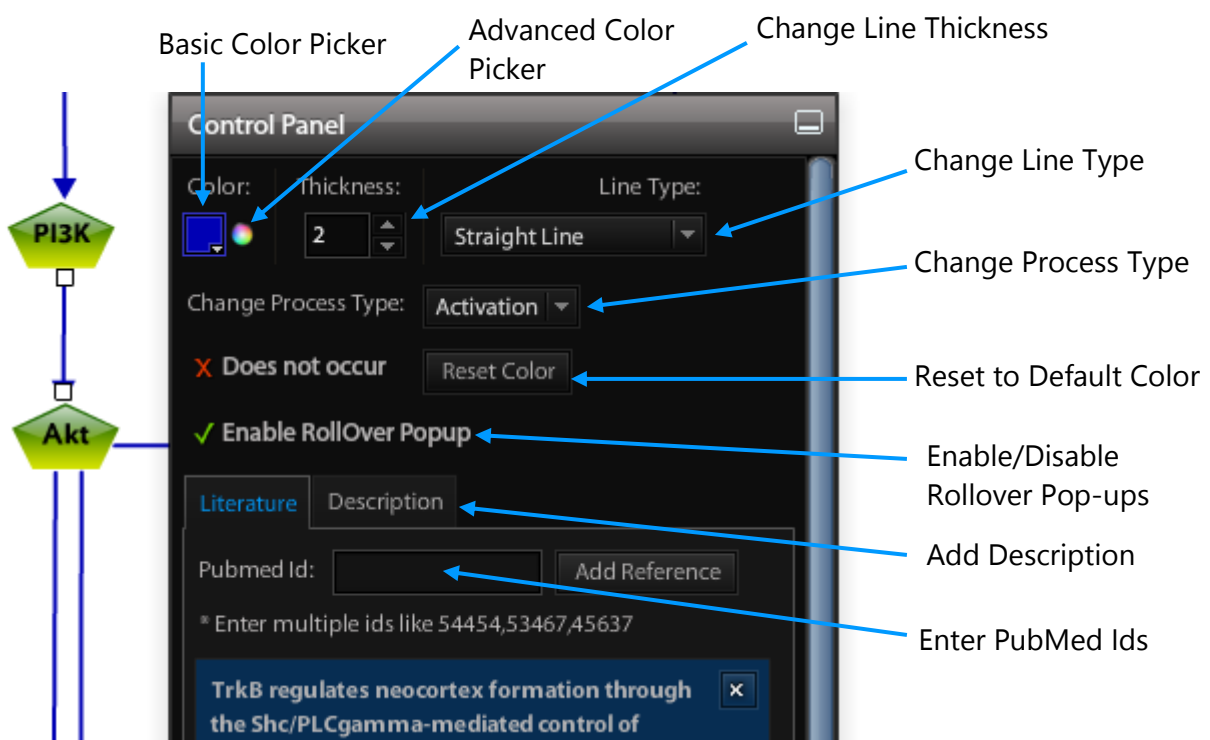 Basic Color Picker
Advanced Color
Picker
Change Line Thickness
Control Panel
Color:
Thickness:
Line Type:
2
Straight Line
Change Process Type:
Activation
X Does not occur
Reset Color
✓ Enable RollOver Popup
Literature
Description
Pubmed Id:
Add Reference
* Enter multiple ids like 54454,53467,45637
TrkB regulates neocortex formation through
the Shc/PLCgamma-mediated control of
PI3K
Akt
Change Line Type
Change Process Type
Reset to Default Color
Enable/Disable
Rollover Pop-ups
Add Description
Enter PubMed Ids